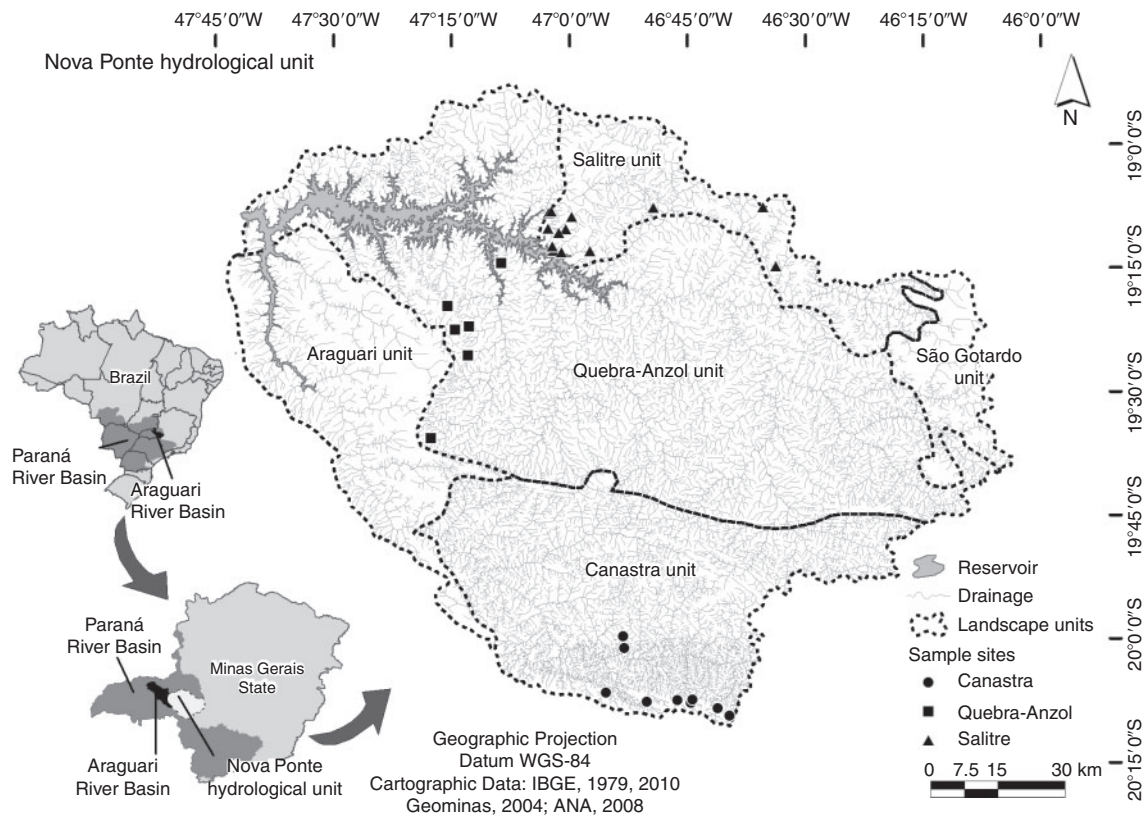 47°45′0″W 47°30′0″W 47°15′0″W 47°0′0″W 46°45′0″W 46°30′0″W 46°15′0″W 46°0′0″W
Nova Ponte hydrological unit
N
19°0′0″S
19°15′0″S
19°30′0″S
19°45′0″S
20°0′0″S
20°15′0″S
Salitre unit
Araguari unit
Quebra-Anzol unit
São Gotardo
unit
Canastra unit
Brazil
Paraná
River Basin
Araguari
River Basin
Paraná
River Basin
Minas Gerais
State
Araguari
River Basin
Nova Ponte
hydrological unit
Geographic Projection
Datum WGS-84
Cartographic Data: IBGE, 1979, 2010
Geominas, 2004; ANA, 2008
Reservoir
Drainage
Landscape units
Sample sites
Canastra
Quebra-Anzol
Salitre
0 7.5 15 30 km